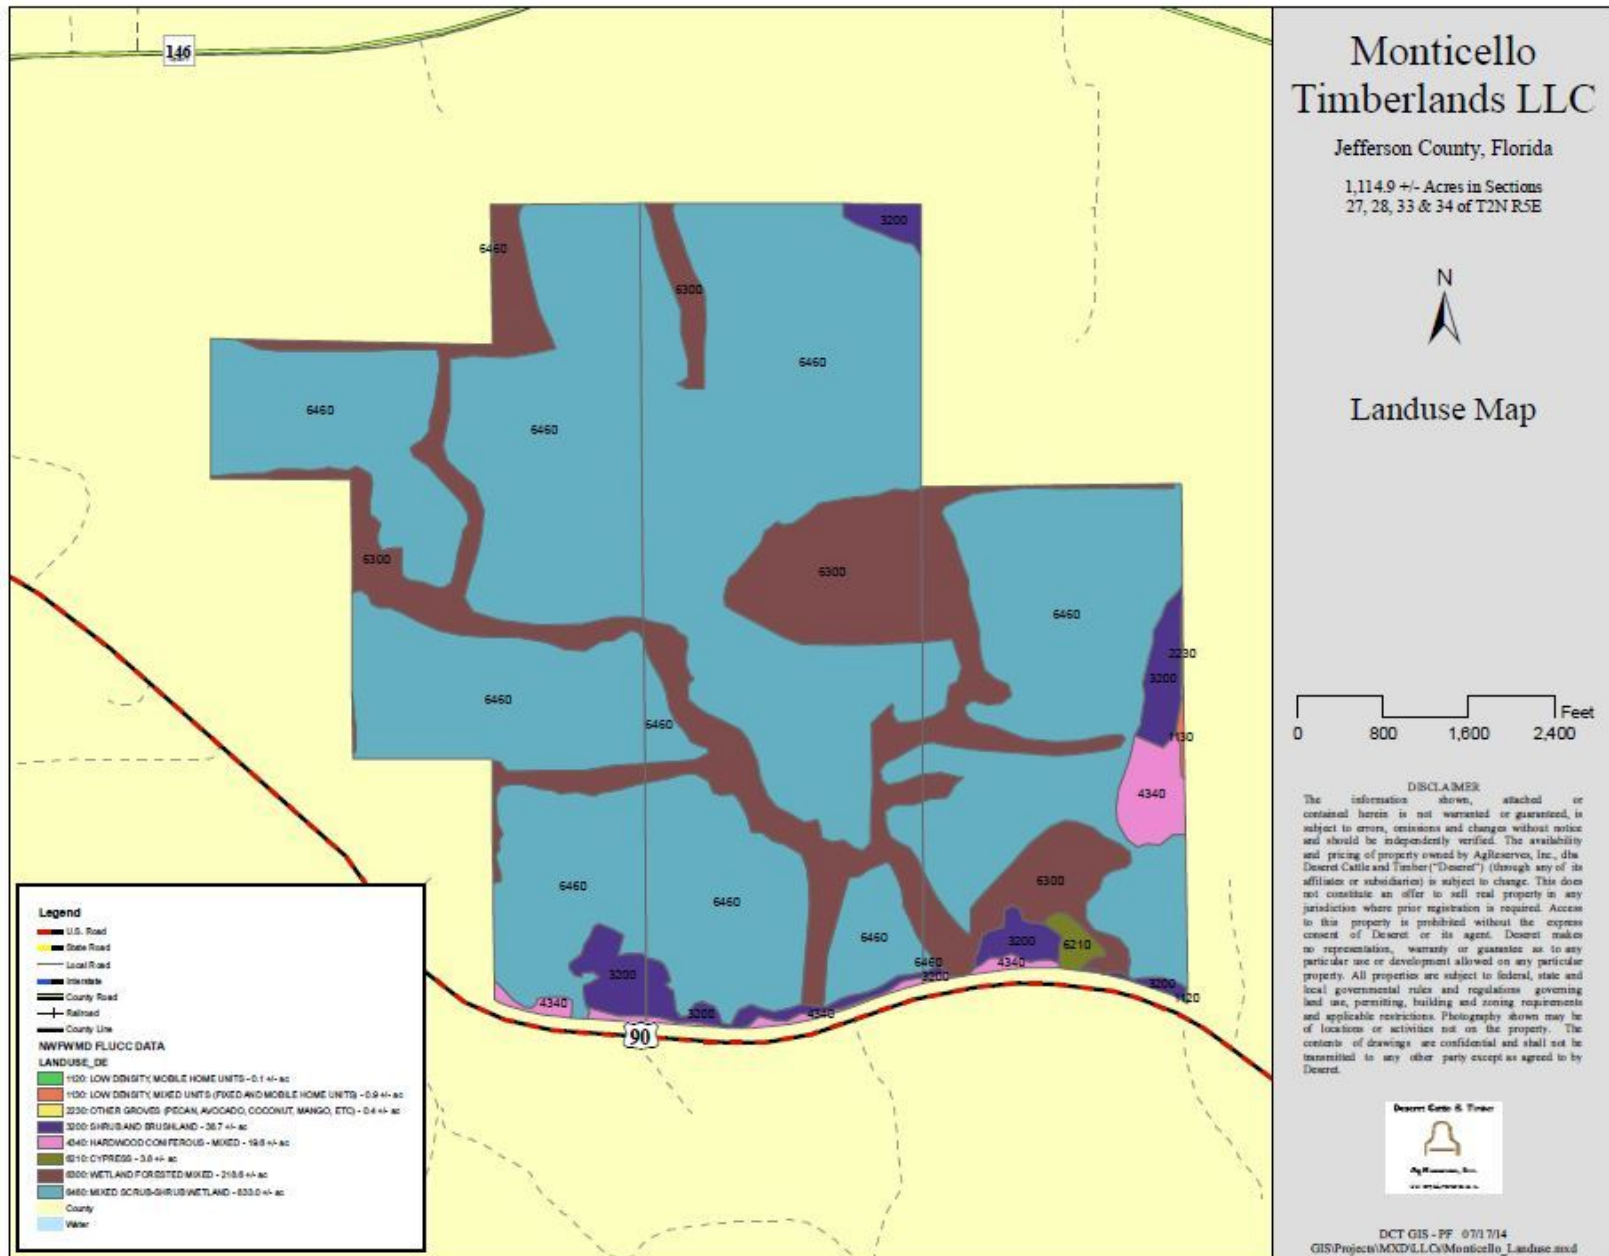 Monticello
Timberlands LLC
Jefferson County, Florida
1,114.9 +/- Acres in Sections
27, 28, 33 & 34 of T2N R5E
N
Landuse Map
Feet
0 800 1,600 2,400
DISCLAIMER
The information shown, attached or
contained herein is not warranted or guaranteed, is
subject to errors, omissions and changes without notice
and should be independently verified. The availability
and pricing of property owned by AgReserves, Inc., dba
Deseret Cattle and Timber ("Deseret") (through any of its
affiliates or subsidiaries) is subject to change. This does
not constitute an offer to sell real property in any
jurisdiction where prior registration is required. Access
to this property is prohibited without the express
consent of Deseret or its agent. Deseret makes
no representation, warranty or guarantee as to any
particular use or development allowed on any particular
property. All properties are subject to federal, state and
local governmental rules and regulations governing
land use, permitting, building and zoning requirements
and applicable restrictions. Photography shown may be
of locations or activities not on the property. The
contents of drawings are confidential and shall not be
transmitted to any other party except as agreed to by
Deseret.
Deseret Cattle & Timber
AgReserves, Inc.
DCT GIS - PF 07/17/14
GIS\Projects\MXD\LLCs\Monticello_Landuse.mxd
146
3200
6460
6300
6460
6460
6460
6300
6300
6460
2230
3200
6460
6460
1130
4340
6460
6300
6460
6460
3200
6210
6460
4340
3200
3200
3200
1120
4340
3200
4340
90
Legend
U.S. Road
State Road
Local Road
Interstate
County Road
Railroad
County Line
NWFWMD FLUCC DATA
LANDUSE_DE
1120: LOW DENSITY, MOBILE HOME UNITS - 0.1 +/- ac
1130: LOW DENSITY, MIXED UNITS (FIXED AND MOBILE HOME UNITS) - 0.9 +/- ac
2230: OTHER GROVES (PECAN, AVOCADO, COCONUT, MANGO, ETC) - 0.4 +/- ac
3200: SHRUB AND BRUSHLAND - 38.7 +/- ac
4340: HARDWOOD CONIFEROUS - MIXED - 19.6 +/- ac
6210: CYPRESS - 3.8 +/- ac
6300: WETLAND FORESTED MIXED - 218.6 +/- ac
6460: MIXED SCRUB-SHRUB WETLAND - 833.0 +/- ac
County
Water